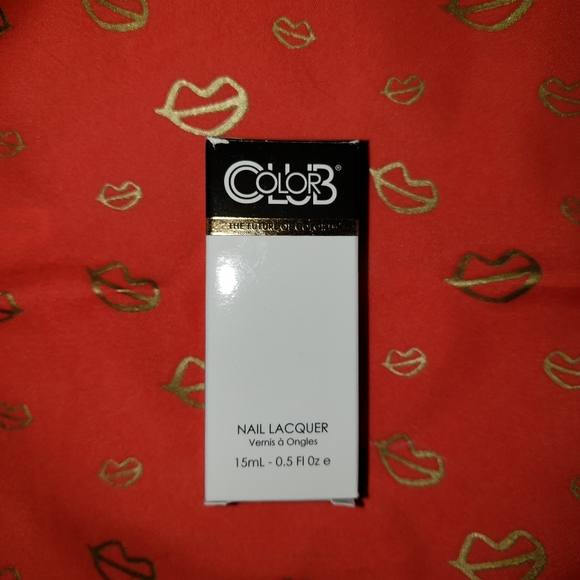 COLOR CLUB®
THE FUTURE OF COLOR
NAIL LACQUER
Vernis à Ongles
15mL - 0.5 Fl Oz e